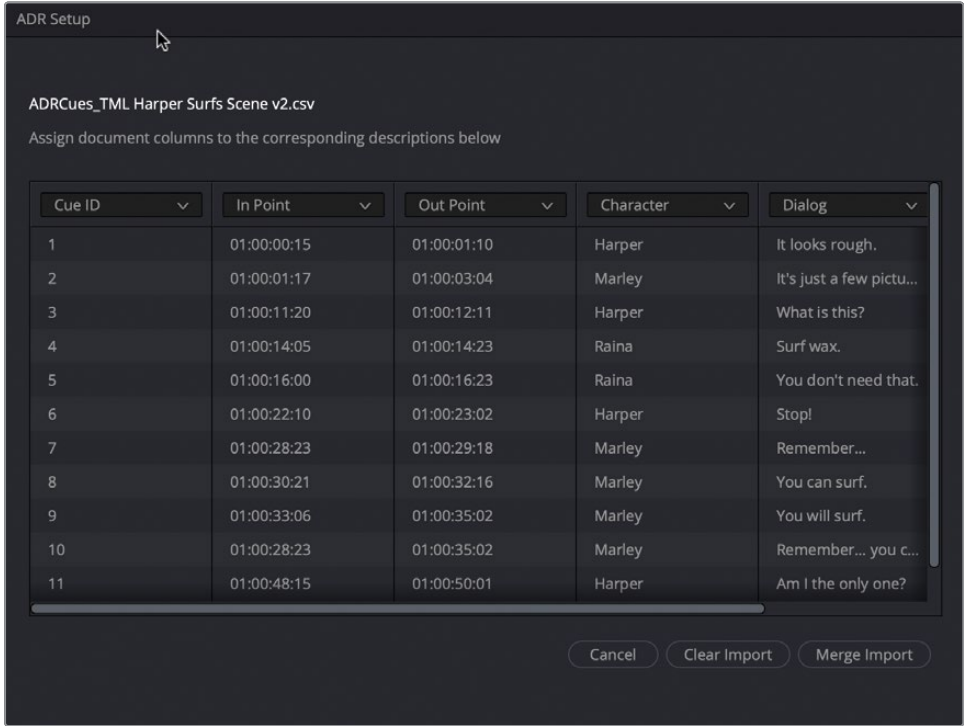 ADR Setup
ADRCues_TML Harper Surfs Scene v2.csv
Assign document columns to the corresponding descriptions below
Cue ID In Point Out Point Character Dialog
1 01:00:00:15 01:00:01:10 Harper It looks rough.
2 01:00:01:17 01:00:03:04 Marley It's just a few pictu...
3 01:00:11:20 01:00:12:11 Harper What is this?
4 01:00:14:05 01:00:14:23 Raina Surf wax.
5 01:00:16:00 01:00:16:23 Raina You don't need that.
6 01:00:22:10 01:00:23:02 Harper Stop!
7 01:00:28:23 01:00:29:18 Marley Remember...
8 01:00:30:21 01:00:32:16 Marley You can surf.
9 01:00:33:06 01:00:35:02 Marley You will surf.
10 01:00:28:23 01:00:35:02 Marley Remember... you c...
11 01:00:48:15 01:00:50:01 Harper Am I the only one?
Cancel Clear Import Merge Import